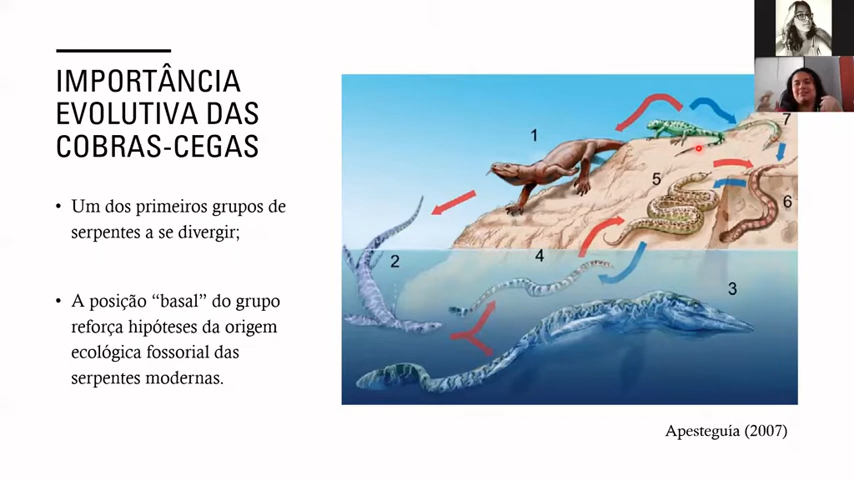 IMPORTÂNCIA
EVOLUTIVA DAS
COBRAS-CEGAS
• Um dos primeiros grupos de
serpentes a se divergir;
• A posição “basal” do grupo
reforça hipóteses da origem
ecológica fossorial das
serpentes modernas.
1
7
5
6
4
2
3
Apesteguía (2007)